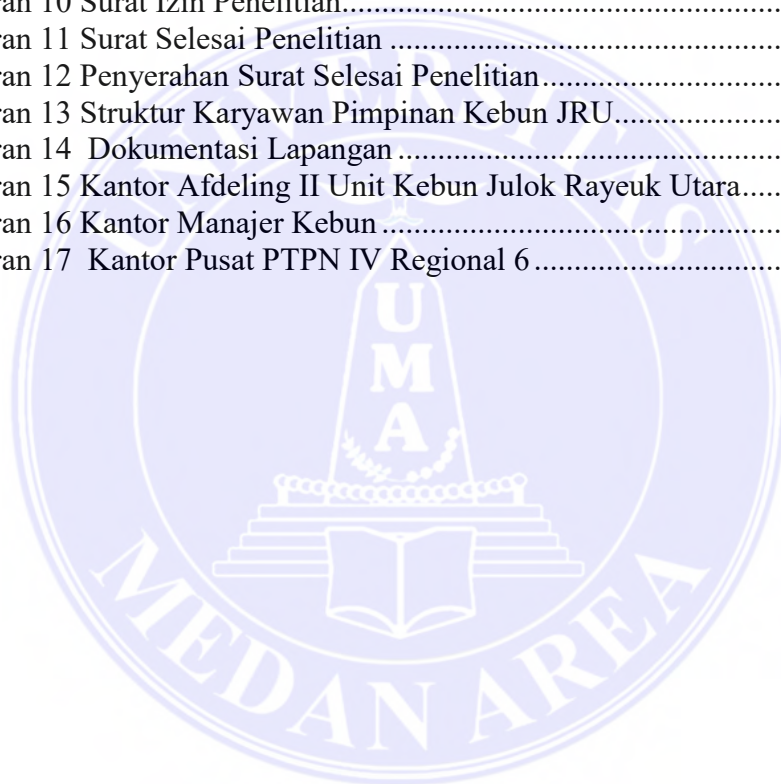 ran 10 Surat Izin Penelitian..........................................................
ran 11 Surat Selesai Penelitian ....................................................
ran 12 Penyerahan Surat Selesai Penelitian.................................
ran 13 Struktur Karyawan Pimpinan Kebun JRU........................
ran 14 Dokumentasi Lapangan ...................................................
ran 15 Kantor Afdeling II Unit Kebun Julok Rayeuk Utara.....
ran 16 Kantor Manajer Kebun .....................................................
ran 17 Kantor Pusat PTPN IV Regional 6 ..................................
UNIVERSITAS
UMA
MEDAN AREA